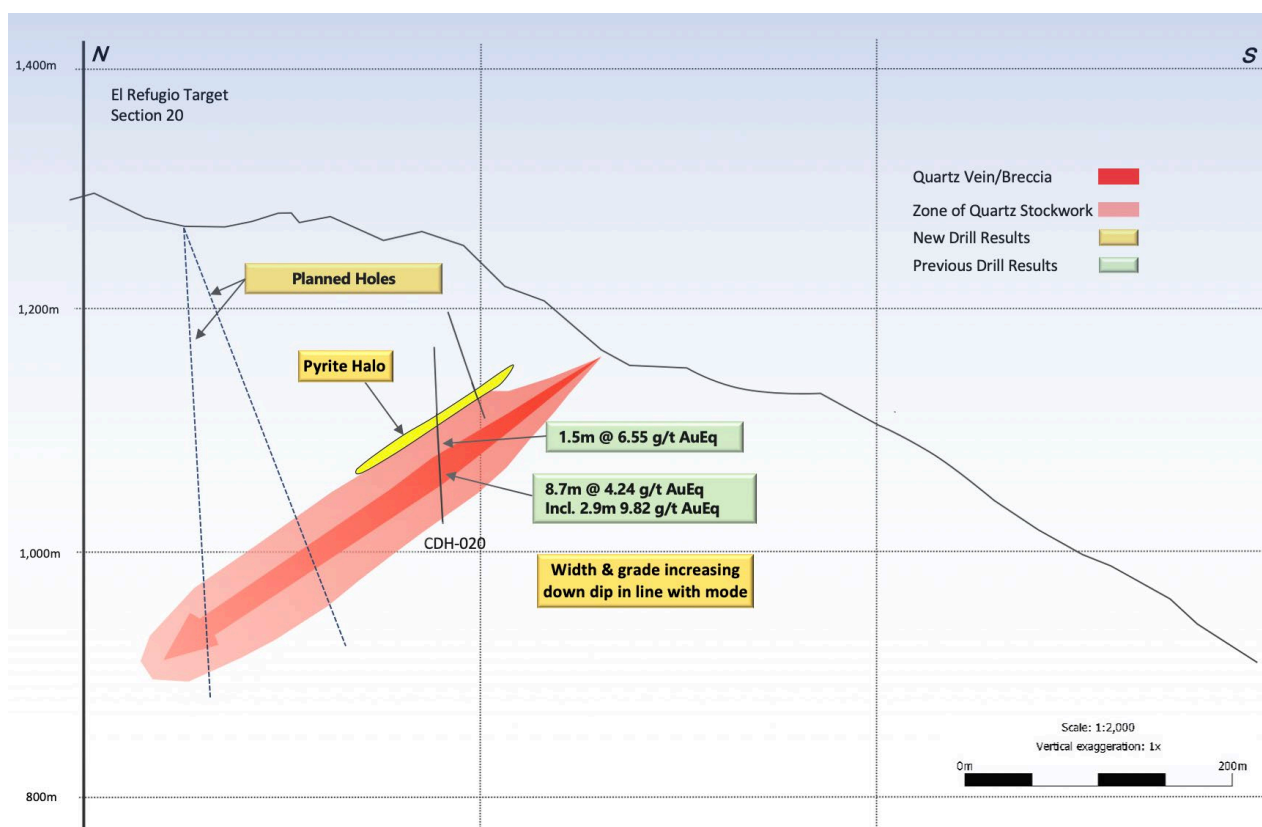 N
S
1,400m
El Refugio Target
Section 20
Quartz Vein/Breccia
Zone of Quartz Stockwork
New Drill Results
Previous Drill Results
Planned Holes
1,200m
Pyrite Halo
1.5m @ 6.55 g/t AuEq
8.7m @ 4.24 g/t AuEq
Incl. 2.9m 9.82 g/t AuEq
CDH-020
1,000m
Width & grade increasing
down dip in line with mode
Scale: 1:2,000
Vertical exaggeration: 1x
0m
200m
800m